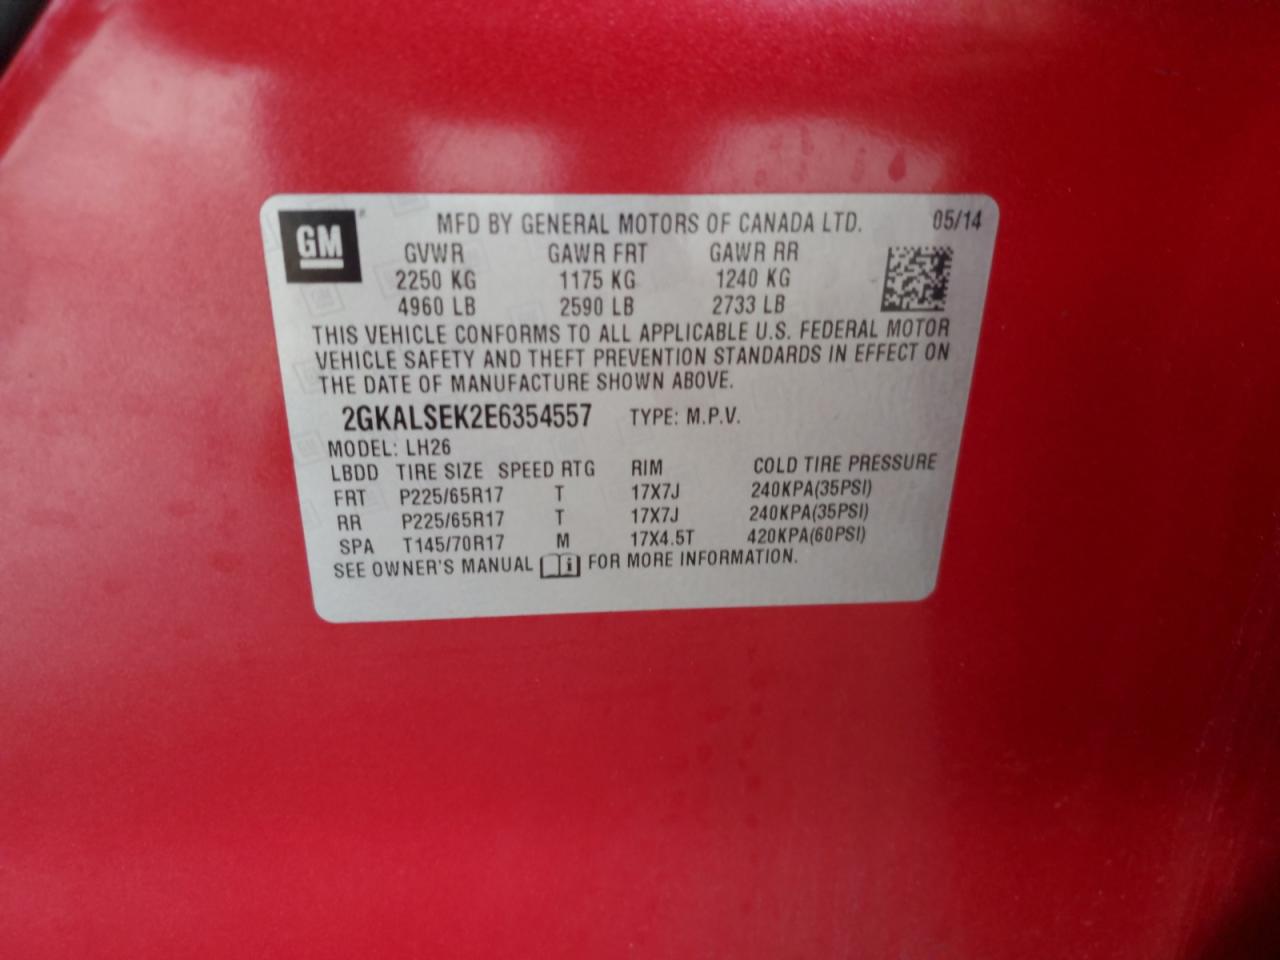 GM MFD BY GENERAL MOTORS OF CANADA LTD. 05/14
GVWR GAWR FRT GAWR RR
2250 KG 1175 KG 1240 KG
4960 LB 2590 LB 2733 LB
THIS VEHICLE CONFORMS TO ALL APPLICABLE U.S. FEDERAL MOTOR
VEHICLE SAFETY AND THEFT PREVENTION STANDARDS IN EFFECT ON
THE DATE OF MANUFACTURE SHOWN ABOVE.
2GKALSEK2E6354557 TYPE: M.P.V.
MODEL: LH26
LBDD TIRE SIZE SPEED RTG RIM COLD TIRE PRESSURE
FRT P225/65R17 T 17X7J 240KPA(35PSI)
RR P225/65R17 T 17X7J 240KPA(35PSI)
SPA T145/70R17 M 17X4.5T 420KPA(60PSI)
SEE OWNER'S MANUAL i FOR MORE INFORMATION.